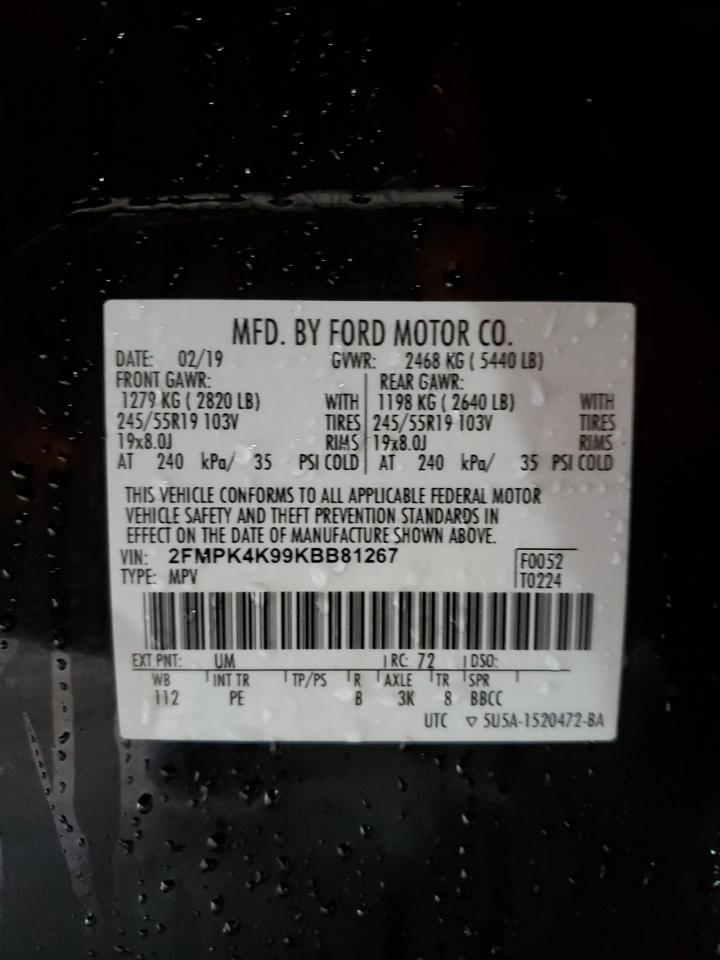 MFD. BY FORD MOTOR CO.
DATE: 02/19 GVWR: 2468 KG ( 5440 LB)
FRONT GAWR: REAR GAWR:
1279 KG ( 2820 LB) WITH 1198 KG ( 2640 LB) WITH
245/55R19 103V TIRES 245/55R19 103V TIRES
19x8.0J RIMS 19x8.0J RIMS
AT 240 kPa/ 35 PSI COLD AT 240 kPa/ 35 PSI COLD
THIS VEHICLE CONFORMS TO ALL APPLICABLE FEDERAL MOTOR
VEHICLE SAFETY AND THEFT PREVENTION STANDARDS IN
EFFECT ON THE DATE OF MANUFACTURE SHOWN ABOVE.
VIN: 2FMPK4K99KBB81267 F0052
TYPE: MPV T0224
EXT PNT: UM RC: 72 DSO:
WB INT TR TP/PS R AXLE TR SPR
112 PE B 3K 8 BBCC
UTC ▽ 5U5A-1520472-BA